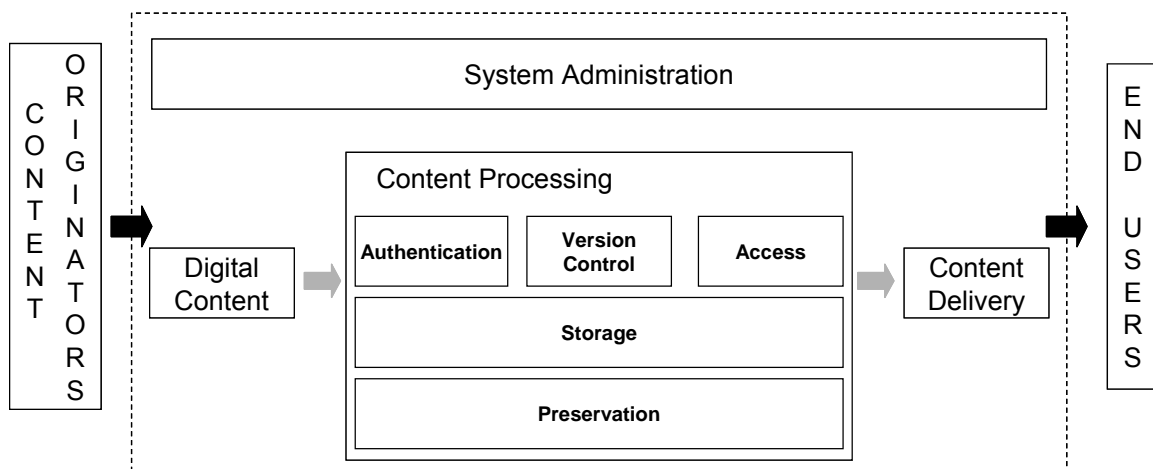 CONTENT
ORIGINATORS
System Administration
Digital
Content
Content Processing
Authentication
Version
Control
Access
Storage
Preservation
Content
Delivery
END USERS